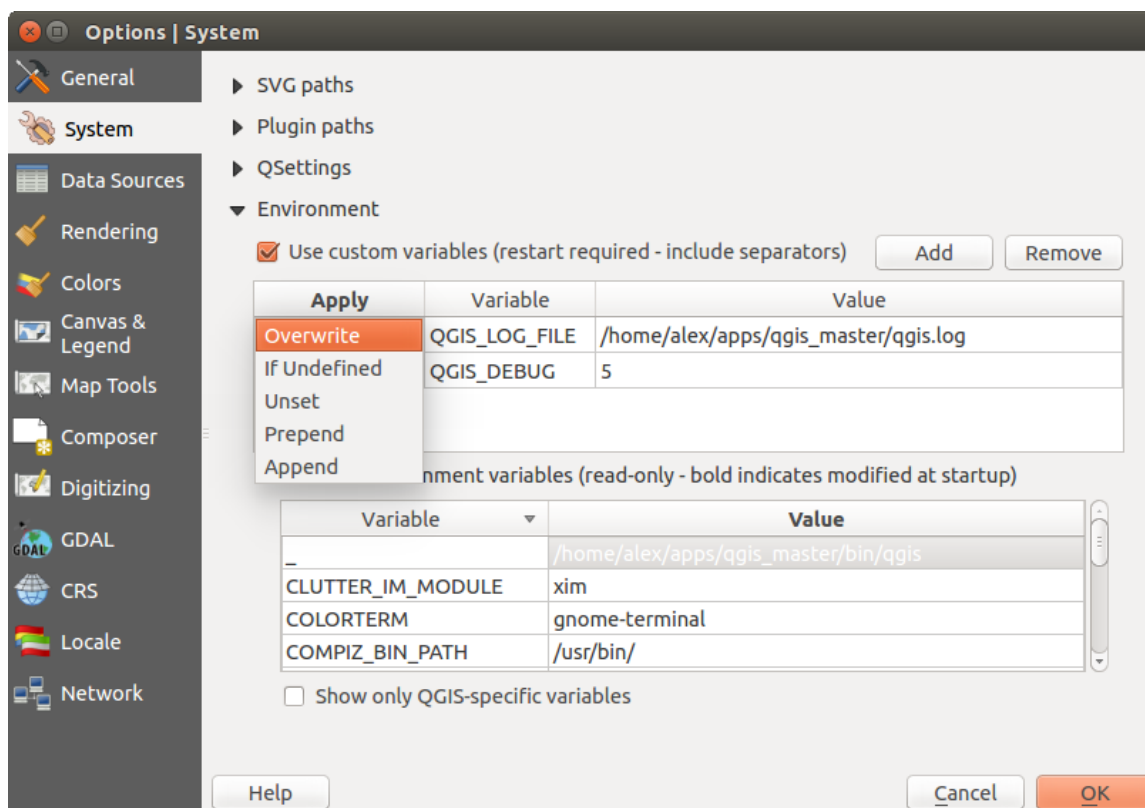 Options | System
General
System
Data Sources
Rendering
Colors
Canvas &
Legend
Map Tools
Composer
Digitizing
GDAL
GDAL
CRS
Locale
Network
SVG paths
Plugin paths
QSettings
Environment
Use custom variables (restart required - include separators) Add Remove
Apply Variable Value
Overwrite QGIS_LOG_FILE /home/alex/apps/qgis_master/qgis.log
If Undefined QGIS_DEBUG 5
Unset
Prepend
Append
variables (read-only - bold indicates modified at startup)
Variable Value
_ /home/alex/apps/qgis_master/bin/qgis
CLUTTER_IM_MODULE xim
COLORTERM gnome-terminal
COMPIZ_BIN_PATH /usr/bin/
Show only QGIS-specific variables
Help Cancel OK